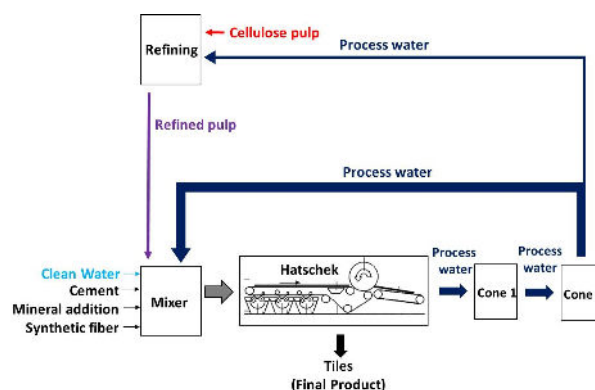 Cellulose pulp
Refining
Process water
Refined pulp
Process water
Clean Water
Cement
Mineral addition
Synthetic fiber
Mixer
Hatschek
Process
water
Cone 1
Process
water
Cone
Tiles
(Final Product)